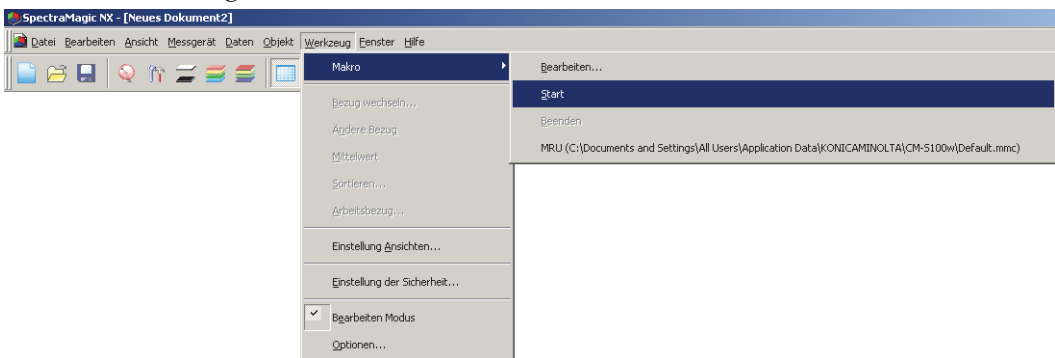 SpectraMagic NX - [Neues Dokument2]
Datei Bearbeiten Ansicht Messgerät Daten Objekt Werkzeug Fenster Hilfe
Makro
Bezug wechseln...
Ändere Bezug
Mittelwert
Sortieren...
Arbeitsbezug...
Einstellung Ansichten...
Einstellung der Sicherheit...
Bearbeiten Modus
Optionen...
Bearbeiten...
Start
Beenden
MRU (C:\Documents and Settings\All Users\Application Data\KONICAMINOLTA\CM-S100w\Default.mmc)